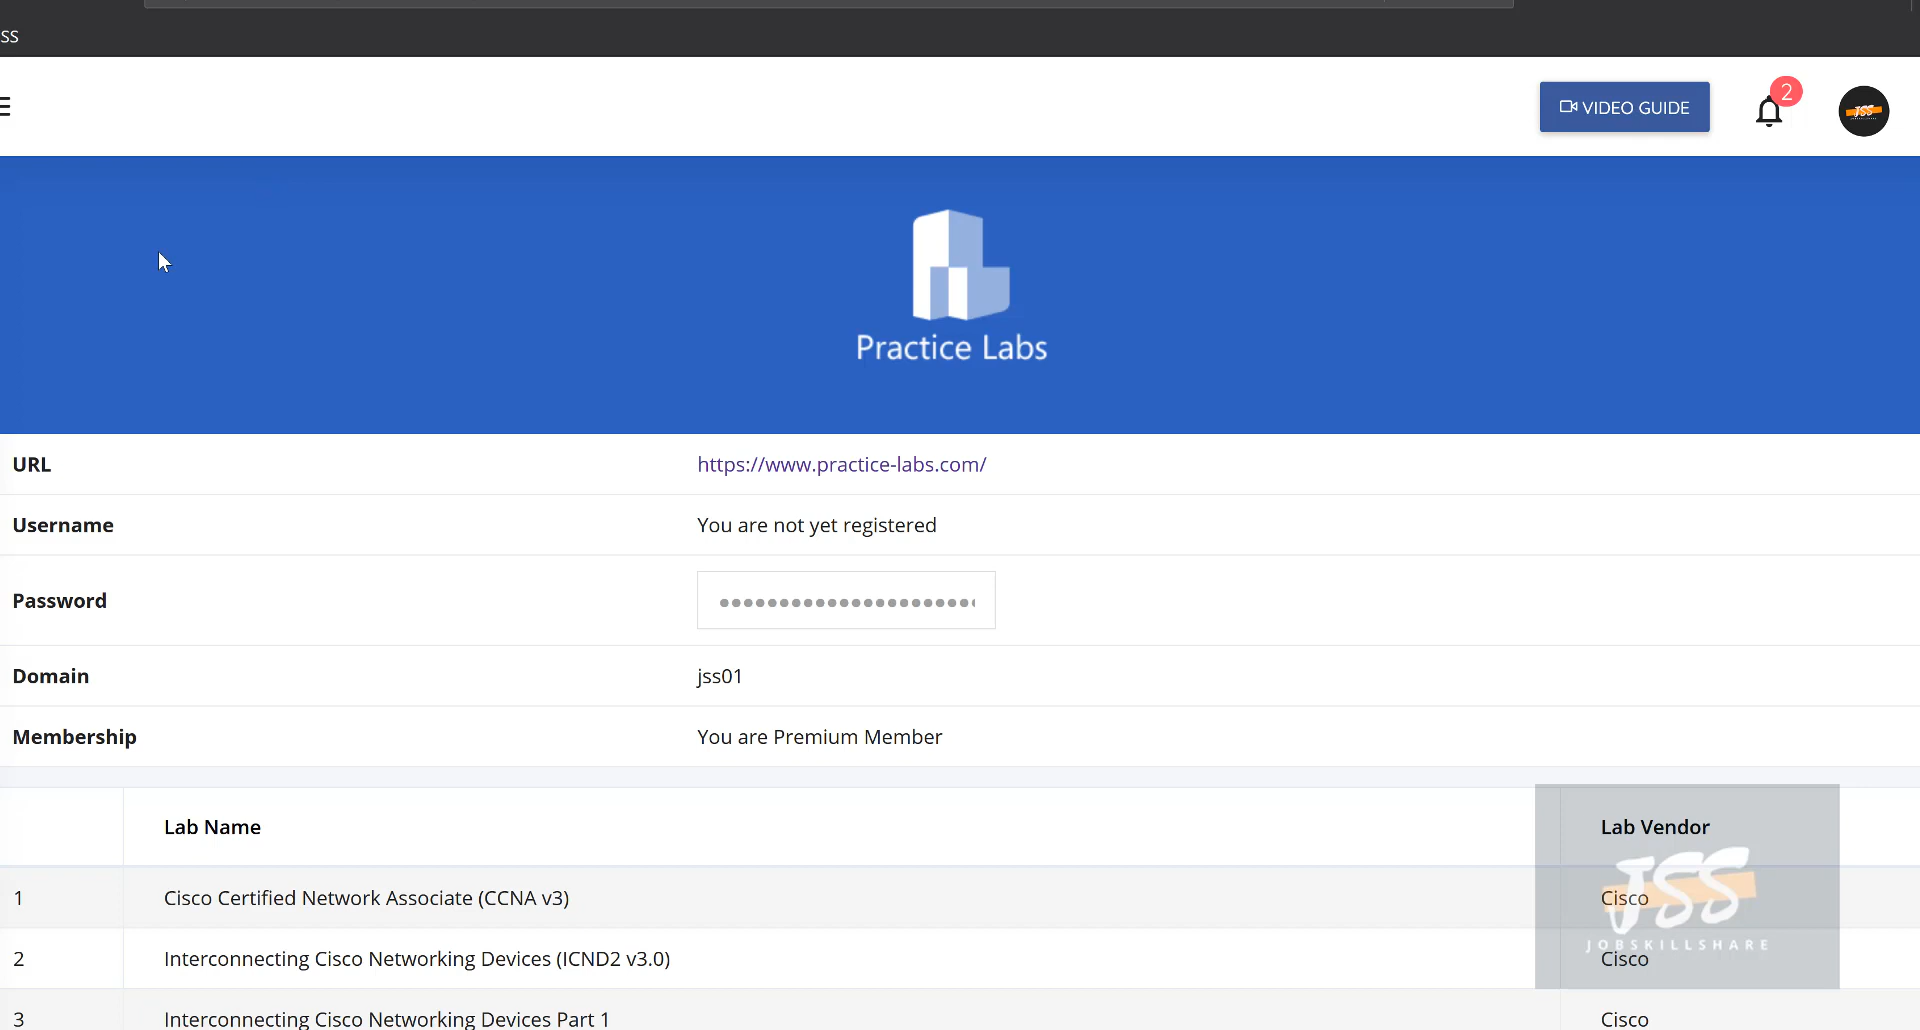 SS
VIDEO GUIDE
2
JSS
Practice Labs
URL https://www.practice-labs.com/
Username You are not yet registered
Password
Domain jss01
Membership You are Premium Member
Lab Name Lab Vendor
1 Cisco Certified Network Associate (CCNA v3) Cisco
JSS
JOBSKILLSHARE
2 Interconnecting Cisco Networking Devices (ICND2 v3.0) Cisco
3 Interconnecting Cisco Networking Devices Part 1 Cisco